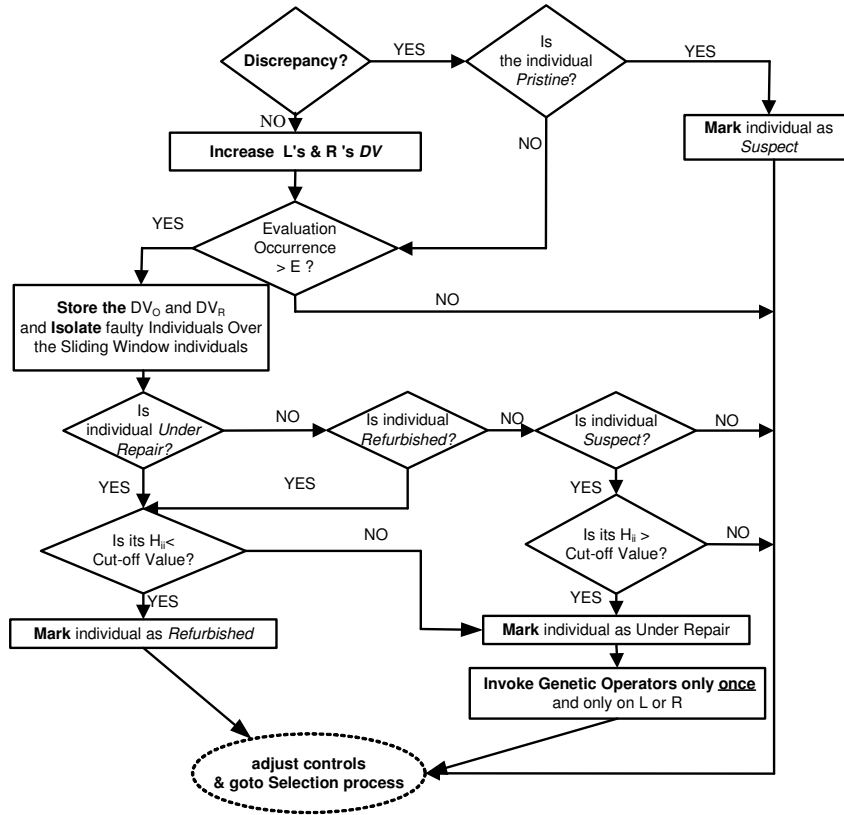 Discrepancy?
YES
Is
the individual
Pristine?
YES
NO
Increase L's & R 's DV
NO
Mark individual as
Suspect
YES
Evaluation
Occurrence
> E ?
NO
Store the DVO and DVR
and Isolate faulty Individuals Over
the Sliding Window individuals
Is
individual Under
Repair?
NO
Is individual
Refurbished?
NO
Is individual
Suspect?
NO
YES
YES
YES
Is its Hii<
Cut-off Value?
NO
Is its Hii >
Cut-off Value?
NO
YES
YES
Mark individual as Refurbished
Mark individual as Under Repair
Invoke Genetic Operators only once
and only on L or R
adjust controls
& goto Selection process